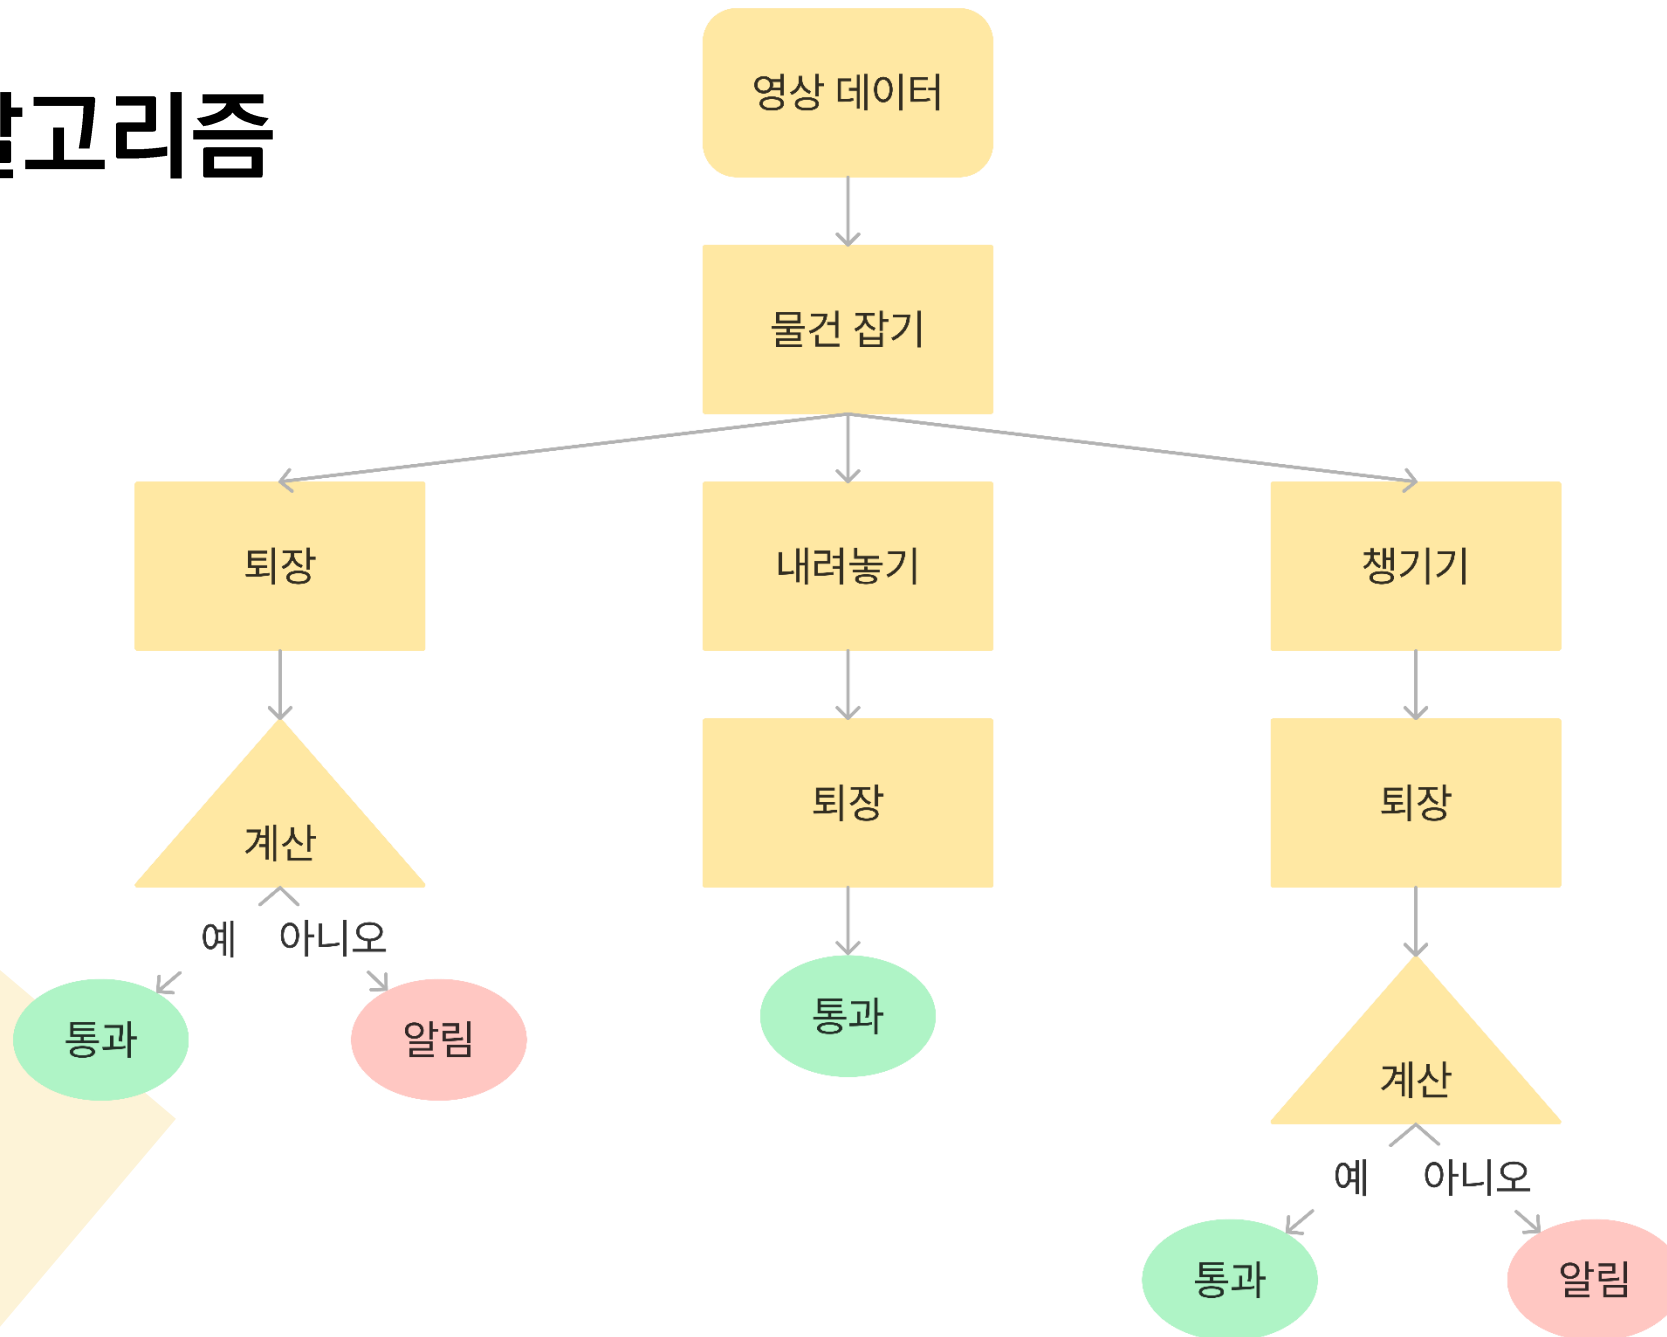 알고리즘
영상 데이터
물건 잡기
퇴장
내려놓기
챙기기
계산
퇴장
퇴장
예
아니오
통과
알림
통과
계산
예
아니오
통과
알림